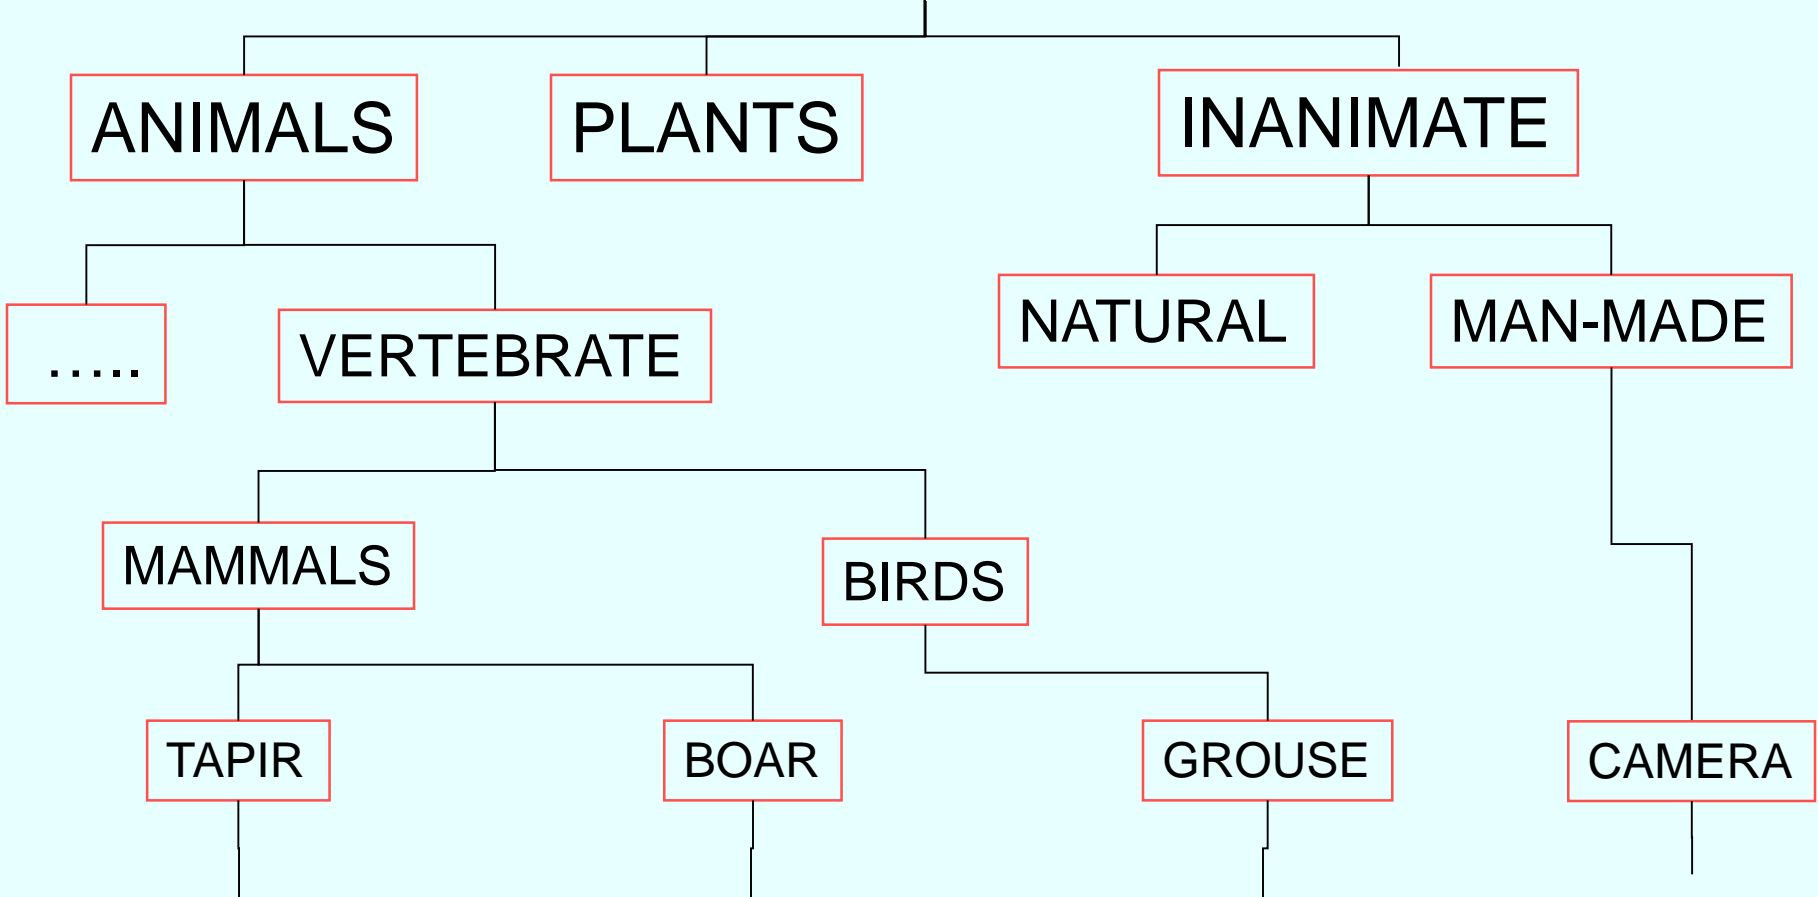 ANIMALS
PLANTS
INANIMATE
NATURAL
MAN-MADE
.....
VERTEBRATE
MAMMALS
BIRDS
TAPIR
BOAR
GROUSE
CAMERA